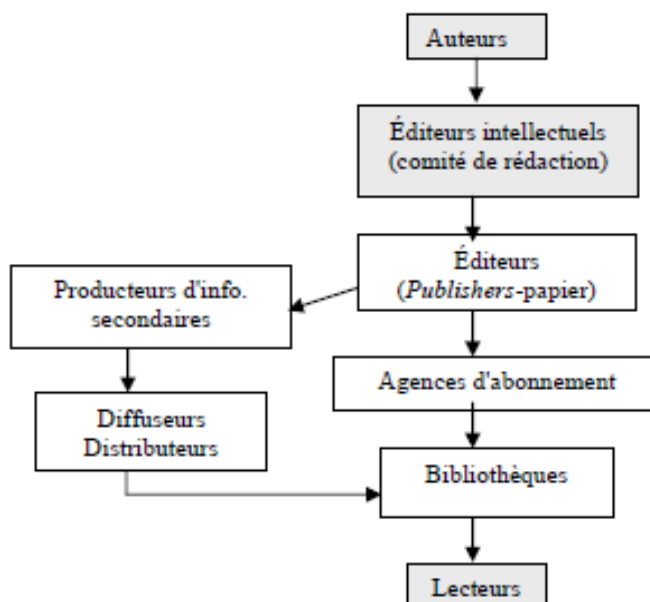 Auteurs
Éditeurs intellectuels
(comité de rédaction)
Éditeurs
(Publishers-papier)
Producteurs d'info.
secondaires
Agences d'abonnement
Diffuseurs
Distributeurs
Bibliothèques
Lecteurs